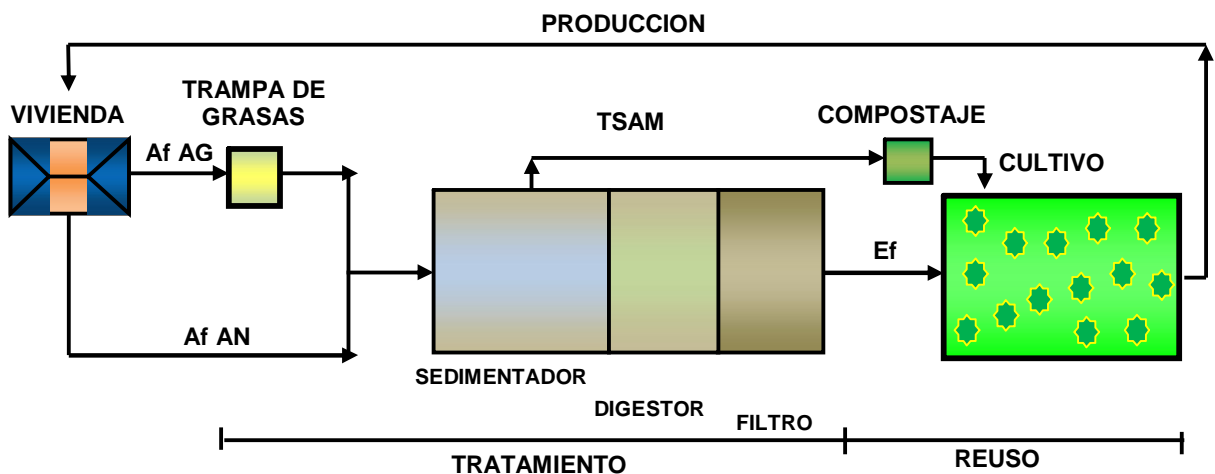 PRODUCCION
TRAMPA DE
GRASAS
VIVIENDA
TSAM
COMPOSTAJE
Af AG
CULTIVO
Ef
Af AN
SEDIMENTADOR
DIGESTOR
FILTRO
TRATAMIENTO
REUSO